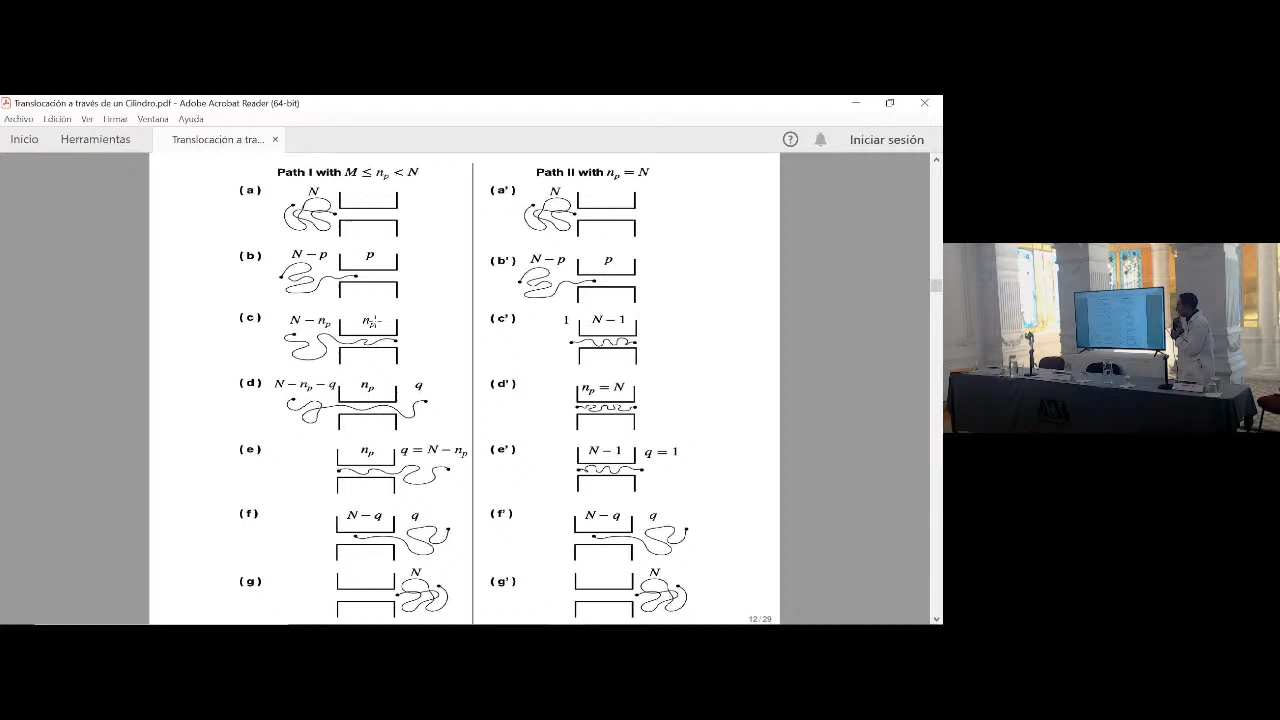 Translocación a través de un Cilindro.pdf - Adobe Acrobat Reader (64-bit)
Archivo Edición Ver Firmar Ventana Ayuda
Inicio Herramientas Translocación a tra... × Iniciar sesión
Path I with M ≤ n_p < N
( a ) N
( b ) N − p p
( c ) N − n_p n_p
( d ) N − n_p − q n_p q
( e ) n_p q = N − n_p
( f ) N − q q
( g ) N
Path II with n_p = N
( a' ) N
( b' ) N − p p
( c' ) 1 N − 1
( d' ) n_p = N
( e' ) N − 1 q = 1
( f' ) N − q q
( g' ) N
12 / 29